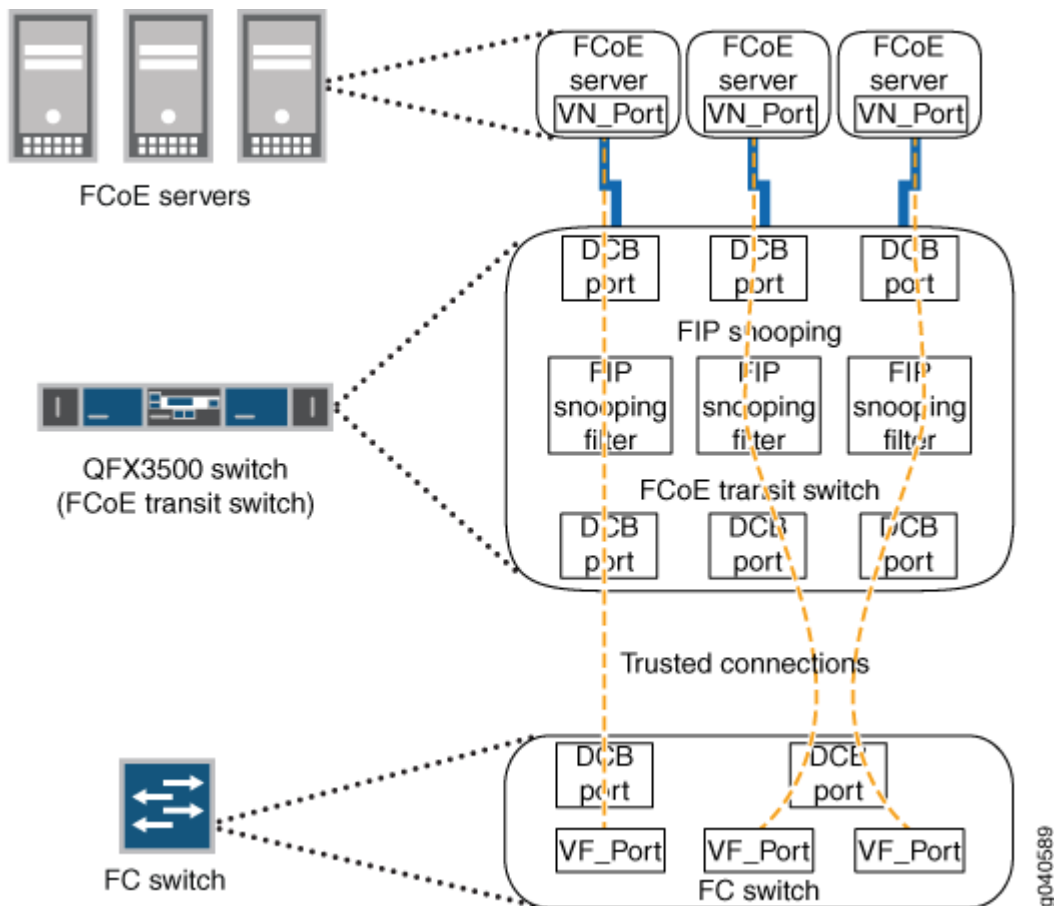 FCoE
server
VN_Port
FCoE
server
VN_Port
FCoE
server
VN_Port
FCoE servers
DCB
port
DCB
port
DCB
port
FIP snooping
FIP
snooping
filter
FIP
snooping
filter
FIP
snooping
filter
QFX3500 switch
(FCoE transit switch)
FCoE transit switch
DCB
port
DCB
port
DCB
port
Trusted connections
DCB
port
DCB
port
VF_Port
VF_Port
VF_Port
FC switch
FC switch
g040589